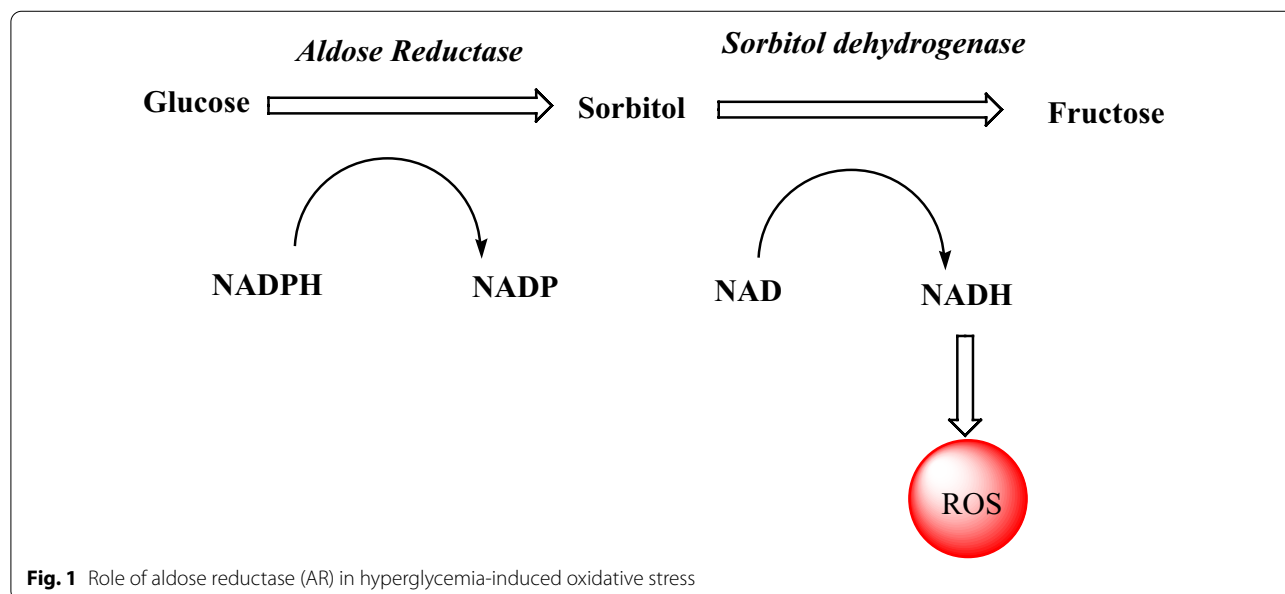 Aldose Reductase
Sorbitol dehydrogenase
Glucose
Sorbitol
Fructose
NADPH
NADP
NAD
NADH
ROS
Fig. 1 Role of aldose reductase (AR) in hyperglycemia-induced oxidative stress